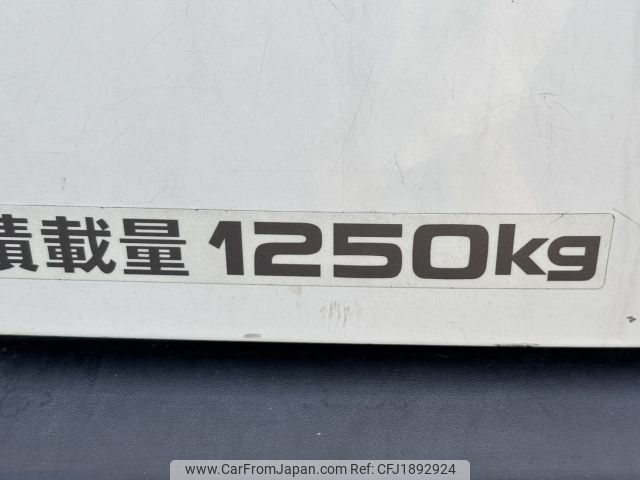 積載量 1250kg
www.CarFromJapan.com Ref: CFJ1892924